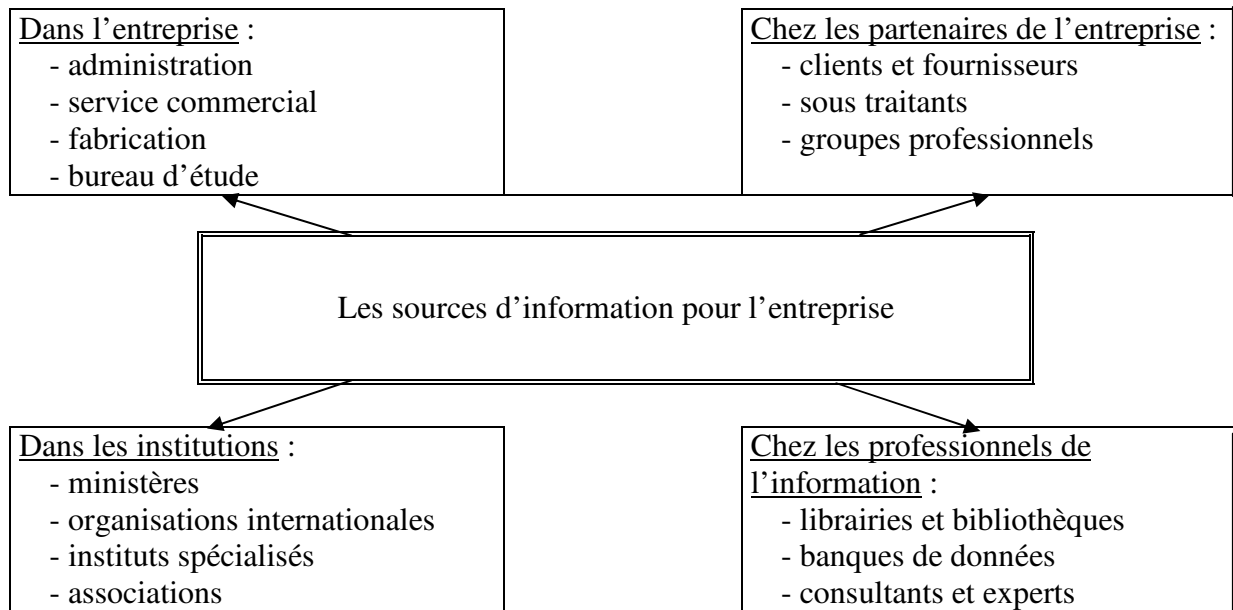 Dans l’entreprise :
- administration
- service commercial
- fabrication
- bureau d’étude
Chez les partenaires de l’entreprise :
- clients et fournisseurs
- sous traitants
- groupes professionnels
Les sources d’information pour l’entreprise
Dans les institutions :
- ministères
- organisations internationales
- instituts spécialisés
- associations
Chez les professionnels de
l’information :
- librairies et bibliothèques
- banques de données
- consultants et experts